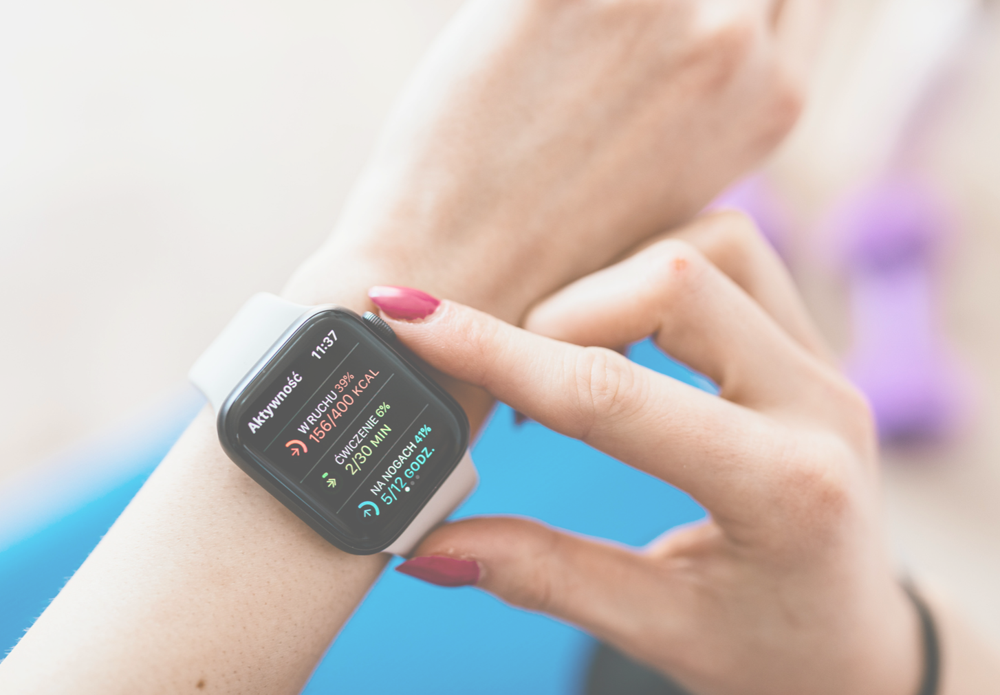 11:37
Aktywność
W RUCHU 39%
156/400 KCAL
ĆWICZENIE 6%
2/30 MIN
NA NOGACH 41%
5/12 GODZ.